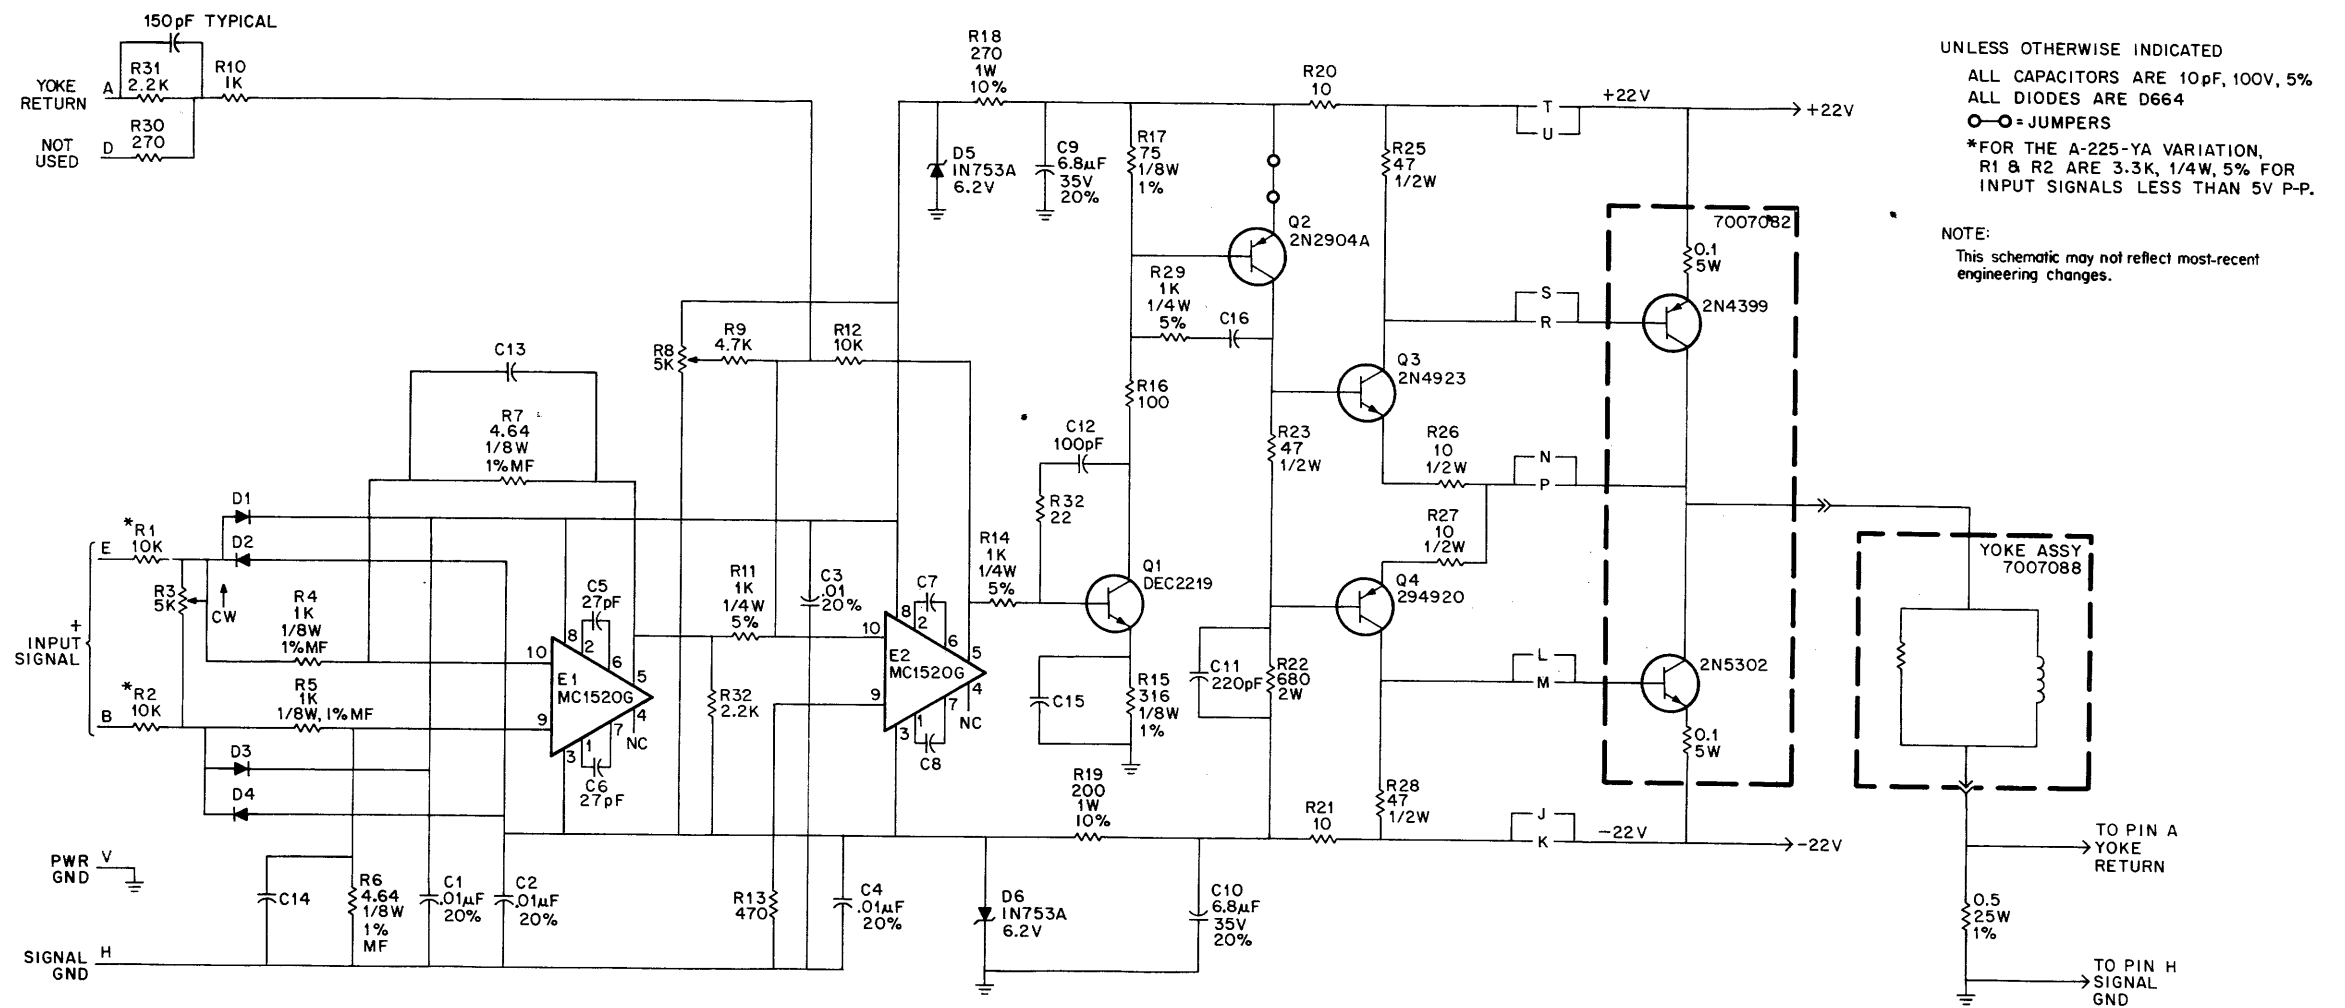 150pF TYPICAL
R31
2.2K
R10
1K
YOKE
RETURN
A
R30
270
NOT
USED
D
R18
270
1W
10%
D5
IN753A
6.2V
C9
6.8µF
35V
20%
R17
75
1/8W
1%
R20
10
R25
47
1/2W
T
U
+22V
+22V
Q2
2N2904A
R29
1K
1/4W
5%
C16
S
R
7007082
0.1
5W
2N4399
UNLESS OTHERWISE INDICATED
ALL CAPACITORS ARE 10pF, 100V, 5%
ALL DIODES ARE D664
= JUMPERS
*FOR THE A-225-YA VARIATION,
R1 & R2 ARE 3.3K, 1/4W, 5% FOR
INPUT SIGNALS LESS THAN 5V P-P.
NOTE:
This schematic may not reflect most-recent
engineering changes.
C13
R7
4.64
1/8W
1%MF
R8
5K
R9
4.7K
R12
10K
R16
100
C12
100pF
R32
22
Q3
2N4923
R23
47
1/2W
R26
10
1/2W
N
P
R27
10
1/2W
D1
D2
*R1
10K
E
R3
5K
CW
R4
1K
1/8W
1%MF
+
INPUT
SIGNAL
*R2
10K
B
R5
1K
1/8W, 1%MF
D3
D4
C5
27pF
8
2
6
10
5
E1
MC1520G
4
9
7
NC
1
3
C6
27pF
R11
1K
1/4W
5%
R32
2.2K
C3
.01
20%
C7
8
2
6
10
5
E2
MC1520G
4
9
7
NC
1
3
C8
R14
1K
1/4W
5%
Q1
DEC2219
C15
R15
316
1/8W
1%
C11
220pF
R22
680
2W
Q4
294920
L
M
2N5302
0.1
5W
YOKE ASSY
7007088
R19
200
1W
10%
R21
10
R28
47
1/2W
J
K
-22V
-22V
PWR
GND
V
C14
R6
4.64
1/8W
1%
MF
C1
.01µF
20%
C2
.01µF
20%
R13
470
C4
.01µF
20%
D6
IN753A
6.2V
C10
6.8µF
35V
20%
SIGNAL
GND
H
TO PIN A
YOKE
RETURN
0.5
25W
1%
TO PIN H
SIGNAL
GND